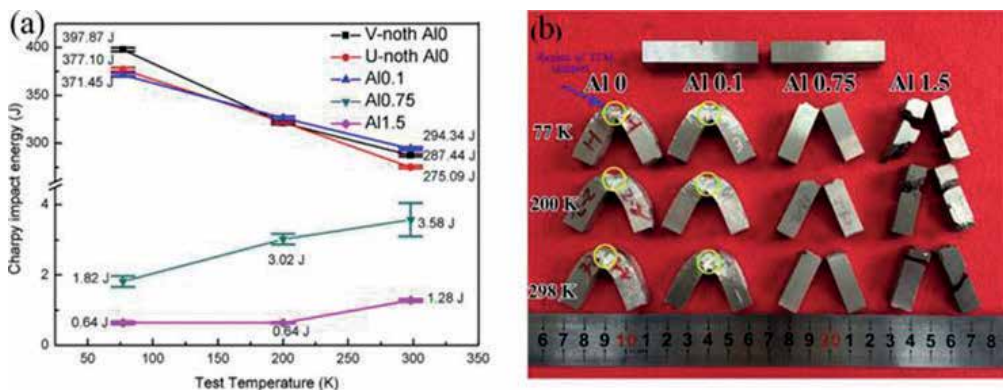 (a)
V-noth Al0
U-noth Al0
Al0.1
Al0.75
Al1.5
397.87 J
377.10 J
371.45 J
294.34 J
287.44 J
275.09 J
3.58 J
3.02 J
1.82 J
1.28 J
0.64 J
0.64 J
400
375
350
325
300
4
2
0
50
100
150
200
250
300
350
Charpy impact energy (J)
Test Temperature (K)
(b)
Al 0
Al 0.1
Al 0.75
Al 1.5
77 K
200 K
298 K
6 7 8 9 10 1 2 3 4 5 6 7 8 9 20 1 2 3 4 5 6 7 8